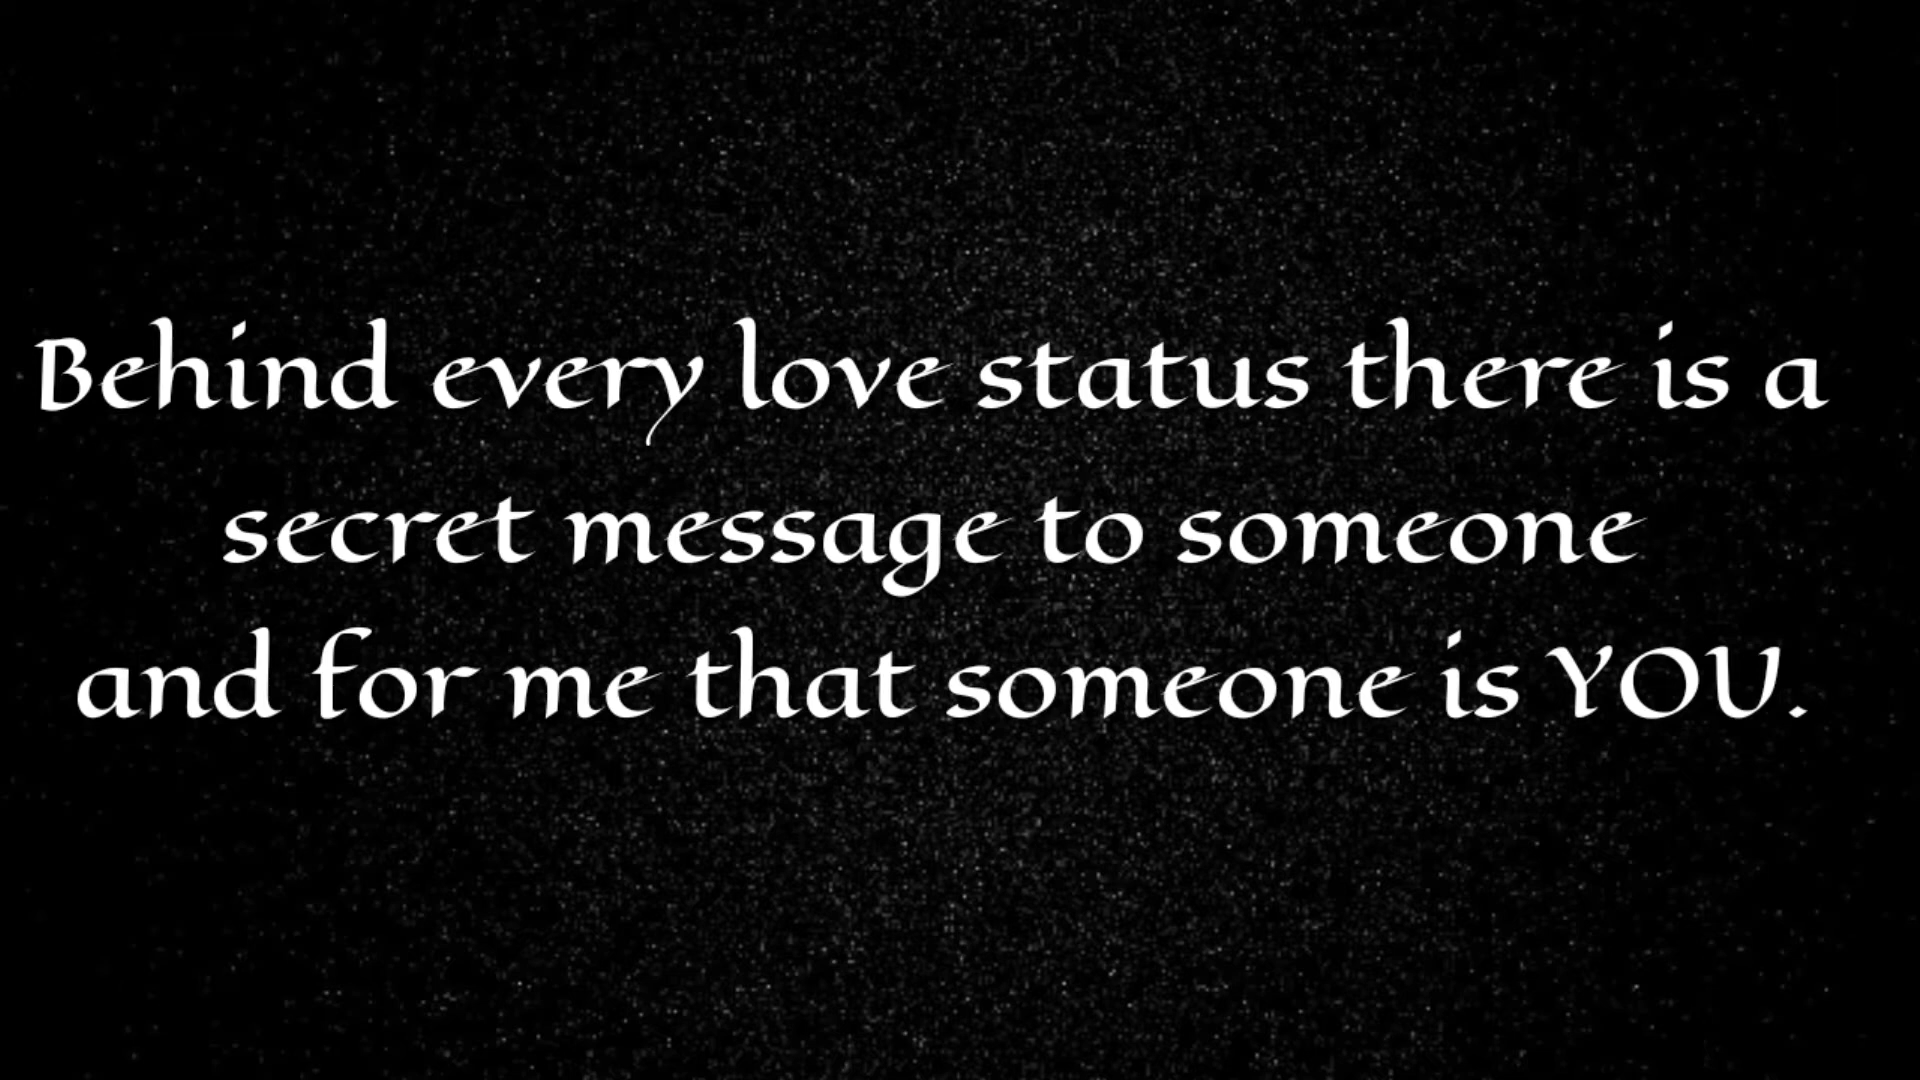 Behind every love status there is a
secret message to someone
and for me that someone is YOU.